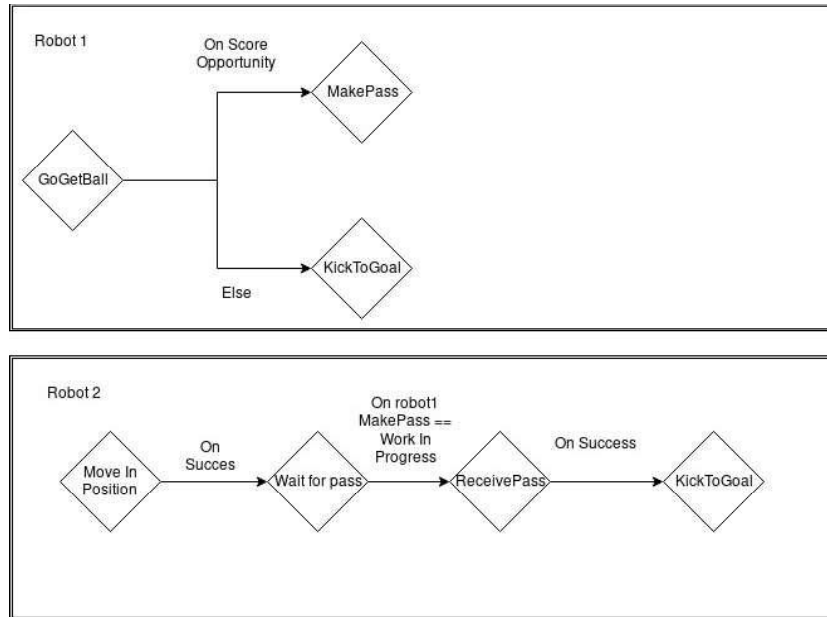 Robot 1
On Score
Opportunity
MakePass
GoGetBall
KickToGoal
Else
Robot 2
On robot1
MakePass ==
Work In
Progress
On
Succes
On Success
Move In
Position
Wait for pass
ReceivePass
KickToGoal